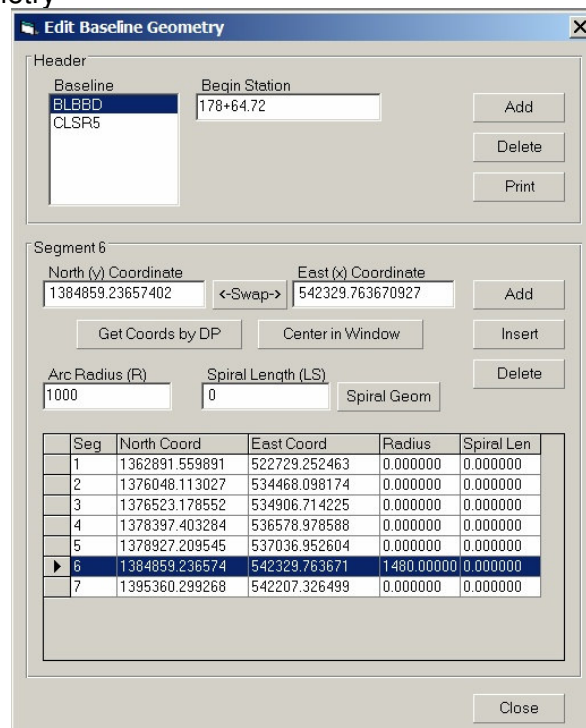 Edit Baseline Geometry
Header
Baseline
Begin Station
BLBBD
178+64.72
Add
CLSR5
Delete
Print
Segment 6
North (y) Coordinate
East (x) Coordinate
1384859.23657402
<-Swap->
542329.763670927
Add
Get Coords by DP
Center in Window
Insert
Arc Radius (R)
Spiral Length (LS)
Delete
1000
0
Spiral Geom
Seg North Coord East Coord Radius Spiral Len
1 1362891.559891 522729.252463 0.000000 0.000000
2 1376048.113027 534468.098174 0.000000 0.000000
3 1376523.178552 534906.714225 0.000000 0.000000
4 1378397.403284 536578.978588 0.000000 0.000000
5 1378927.209545 537036.952604 0.000000 0.000000
6 1384859.236574 542329.763671 1480.00000 0.000000
7 1395360.299268 542207.326499 0.000000 0.000000
Close